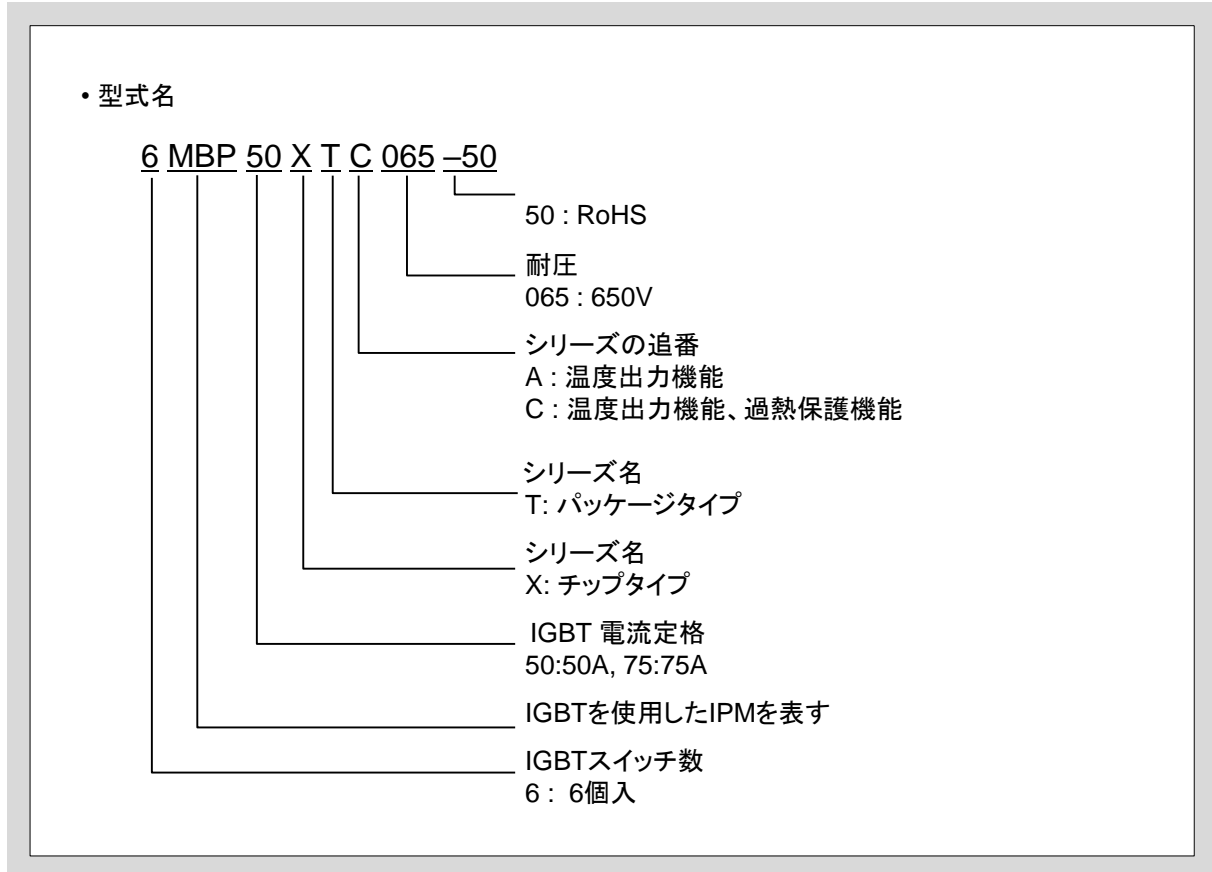 ・型式名
6 MBP 50 X T C 065 –50
50 : RoHS
耐圧
065 : 650V
シリーズの追番
A : 温度出力機能
C : 温度出力機能、過熱保護機能
シリーズ名
T: パッケージタイプ
シリーズ名
X: チップタイプ
IGBT 電流定格
50:50A, 75:75A
IGBTを使用したIPMを表す
IGBTスイッチ数
6 : 6個入